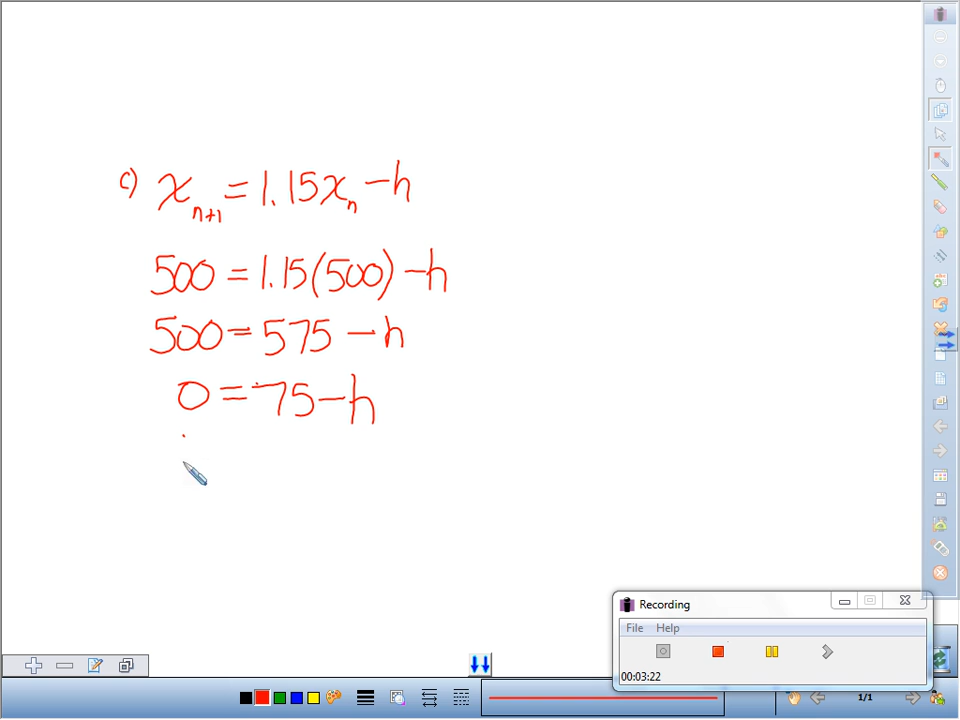 c) x_{n+1} = 1.15x_n - h
500 = 1.15(500) - h
500 = 575 - h
0 = 75 - h
Recording
File Help
00:03:22
1/1